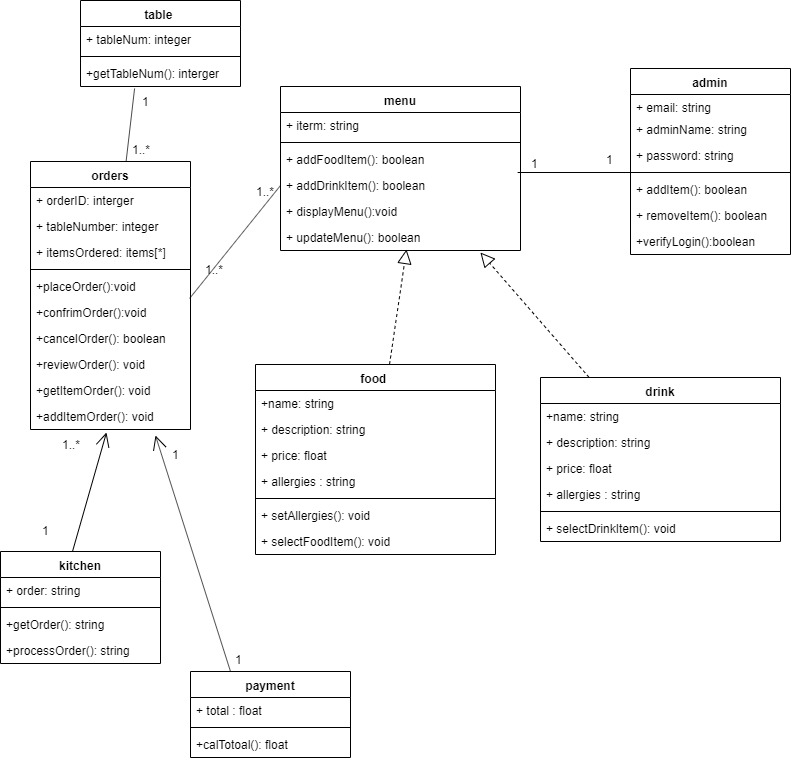 table
+ tableNum: integer
+getTableNum(): interger
1
1..*
orders
+ orderID: interger
+ tableNumber: integer
+ itemsOrdered: items[*]
+placeOrder():void
+confrimOrder():void
+cancelOrder(): boolean
+reviewOrder(): void
+getItemOrder(): void
+addItemOrder(): void
1..*
1..*
menu
+ iterm: string
+ addFoodItem(): boolean
+ addDrinkItem(): boolean
+ displayMenu():void
+ updateMenu(): boolean
1
1
admin
+ email: string
+ adminName: string
+ password: string
+ addItem(): boolean
+ removeItem(): boolean
+verifyLogin():boolean
food
+name: string
+ description: string
+ price: float
+ allergies : string
+ setAllergies(): void
+ selectFoodItem(): void
drink
+name: string
+ description: string
+ price: float
+ allergies : string
+ selectDrinkItem(): void
1..*
1
1
1
kitchen
+ order: string
+getOrder(): string
+processOrder(): string
payment
+ total : float
+calTotoal(): float